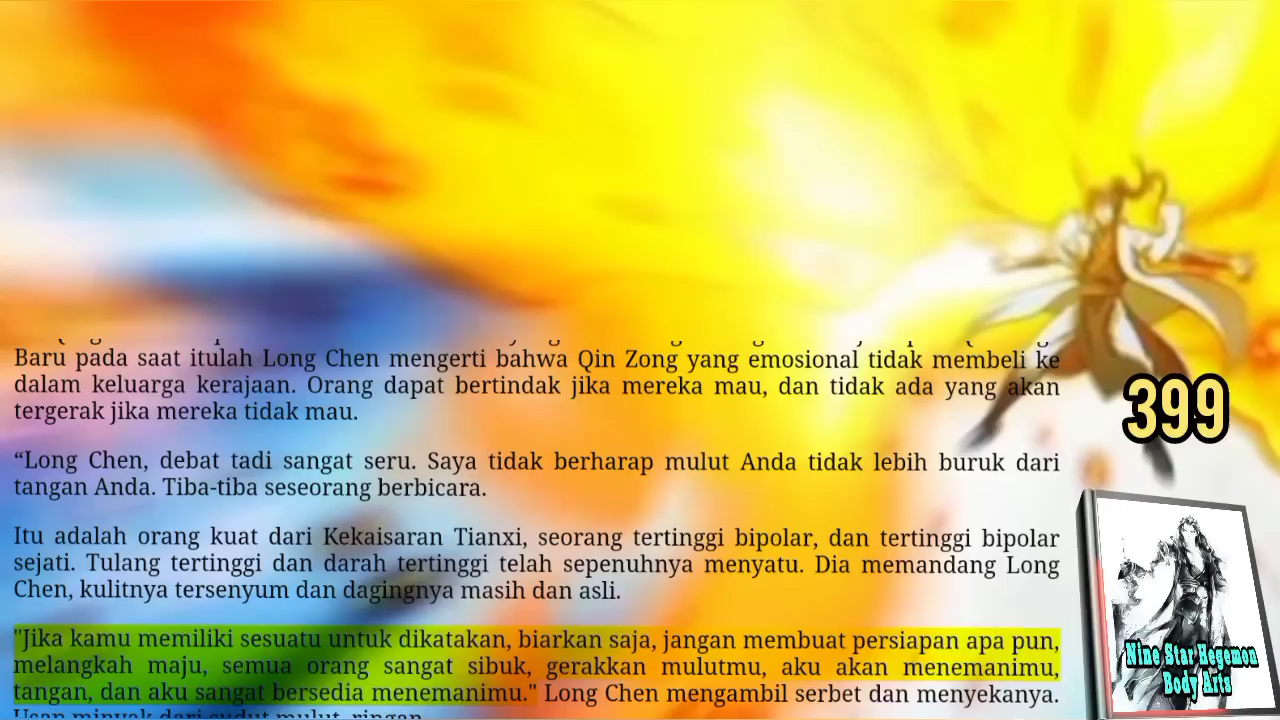 Baru pada saat itulah Long Chen mengerti bahwa Qin Zong yang emosional tidak membeli ke
dalam keluarga kerajaan. Orang dapat bertindak jika mereka mau, dan tidak ada yang akan
tergerak jika mereka tidak mau.
“Long Chen, debat tadi sangat seru. Saya tidak berharap mulut Anda tidak lebih buruk dari
tangan Anda. Tiba-tiba seseorang berbicara.
Itu adalah orang kuat dari Kekaisaran Tianxi, seorang tertinggi bipolar, dan tertinggi bipolar
sejati. Tulang tertinggi dan darah tertinggi telah sepenuhnya menyatu. Dia memandang Long
Chen, kulitnya tersenyum dan dagingnya masih dan asli.
"Jika kamu memiliki sesuatu untuk dikatakan, biarkan saja, jangan membuat persiapan apa pun,
melangkah maju, semua orang sangat sibuk, gerakkan mulutmu, aku akan menemanimu,
tangan, dan aku sangat bersedia menemanimu." Long Chen mengambil serbet dan menyekanya.
399
Nine Star Hegemon
Body Arts